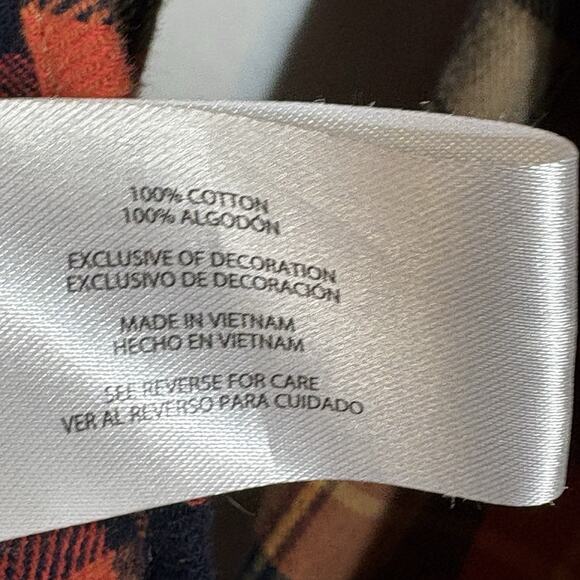 100% COTTON
100% ALGODÓN
EXCLUSIVE OF DECORATION
EXCLUSIVO DE DECORACIÓN
MADE IN VIETNAM
HECHO EN VIETNAM
SEE REVERSE FOR CARE
VER AL REVERSO PARA CUIDADO